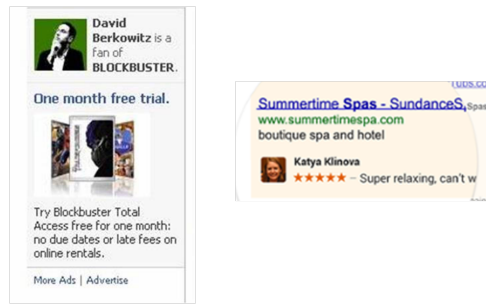 David
Berkowitz is a
fan of
BLOCKBUSTER.
One month free trial.
Try Blockbuster Total
Access free for one month:
no due dates or late fees on
online rentals.
More Ads | Advertise
Summertime Spas - SundanceS
www.summertimespa.com
boutique spa and hotel
Katya Klinova
★★★★★ – Super relaxing, can't w